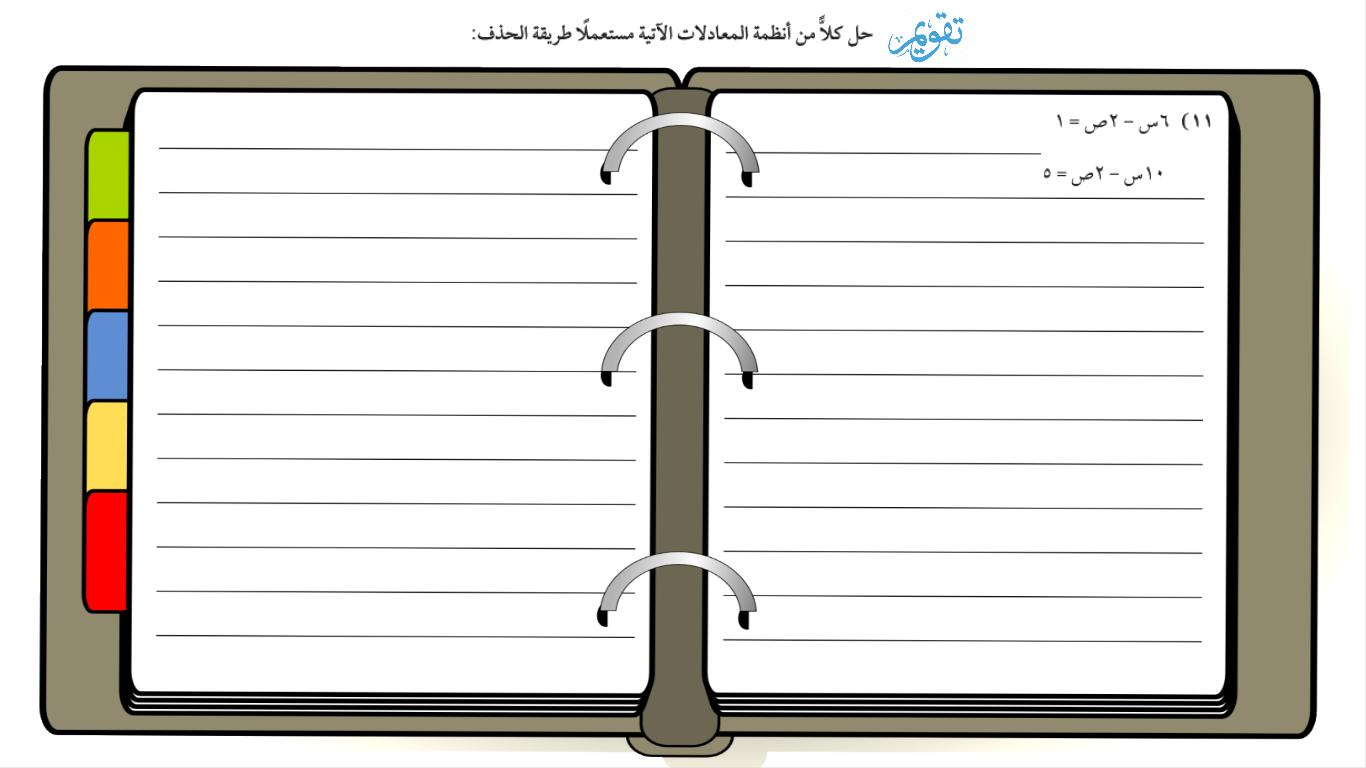 تقويم
حل كلاًّ من أنظمة المعادلات الآتية مستعملًا طريقة الحذف:
١١) ٦س – ٢ص = ١
١٠س – ٢ص = ٥